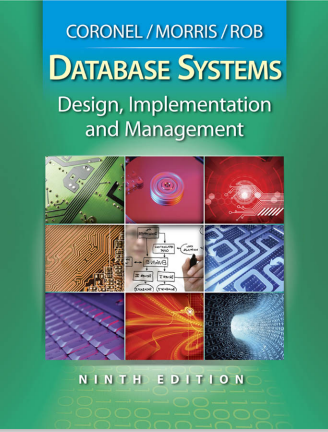 CORONEL / MORRIS / ROB
DATABASE SYSTEMS
Design, Implementation
and Management
NINTH EDITION